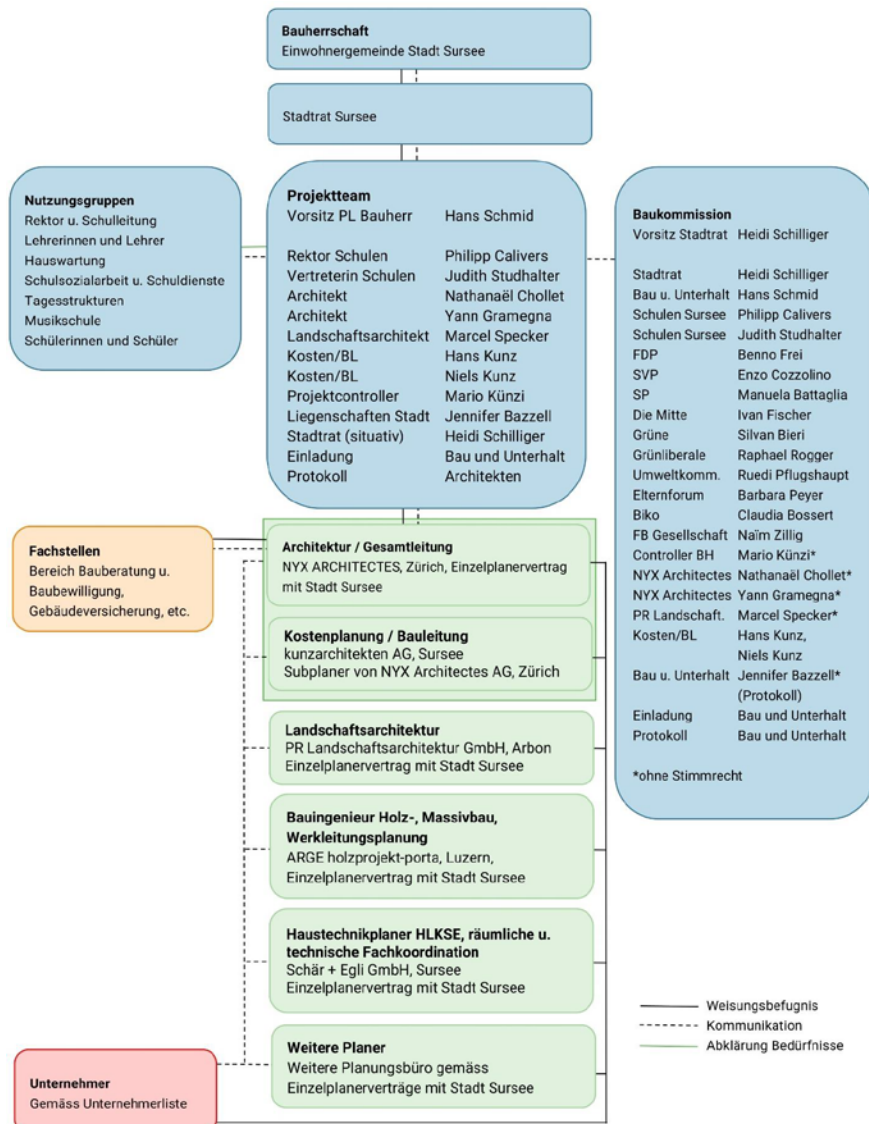 Bauherrschaft
Einwohnergemeinde Stadt Sursee
Stadtrat Sursee
Nutzungsgruppen
Rektor u. Schulleitung
Lehrerinnen und Lehrer
Hauswartung
Schulsozialarbeit u. Schuldienste
Tagesstrukturen
Musikschule
Schülerinnen und Schüler
Projektteam
Vorsitz PL Bauherr Hans Schmid
Rektor Schulen Philipp Calivers
Vertreterin Schulen Judith Studhalter
Architekt Nathanaël Chollet
Architekt Yann Gramegna
Landschaftsarchitekt Marcel Specker
Kosten/BL Hans Kunz
Kosten/BL Niels Kunz
Projektcontroller Mario Künzi
Liegenschaften Stadt Jennifer Bazzell
Stadtrat (situativ) Heidi Schilliger
Einladung Bau und Unterhalt
Protokoll Architekten
Baukommission
Vorsitz Stadtrat Heidi Schilliger
Stadtrat Heidi Schilliger
Bau u. Unterhalt Hans Schmid
Schulen Sursee Philipp Calivers
Schulen Sursee Judith Studhalter
FDP Benno Frei
SVP Enzo Cozzolino
SP Manuela Battaglia
Die Mitte Ivan Fischer
Grüne Silvan Bieri
Grünliberale Raphael Rogger
Umweltkomm. Ruedi Pflugshaupt
Elternforum Barbara Peyer
Biko Claudia Bossert
FB Gesellschaft Naïm Zillig
Controller BH Mario Künzi*
NYX Architectes Nathanaël Chollet*
NYX Architectes Yann Gramegna*
PR Landschaft. Marcel Specker*
Kosten/BL Hans Kunz,
Niels Kunz
Bau u. Unterhalt Jennifer Bazzell*
(Protokoll)
Einladung Bau und Unterhalt
Protokoll Bau und Unterhalt
*ohne Stimmrecht
Fachstellen
Bereich Bauberatung u.
Baubewilligung,
Gebäudeversicherung, etc.
Architektur / Gesamtleitung
NYX ARCHITECTES, Zürich, Einzelplanervertrag
mit Stadt Sursee
Kostenplanung / Bauleitung
kunzarchitekten AG, Sursee
Subplaner von NYX Architectes AG, Zürich
Landschaftsarchitektur
PR Landschaftsarchitektur GmbH, Arbon
Einzelplanervertrag mit Stadt Sursee
Bauingenieur Holz-, Massivbau,
Werkleitungsplanung
ARGE holzprojekt-porta, Luzern,
Einzelplanervertrag mit Stadt Sursee
Haustechnikplaner HLKSE, räumliche u.
technische Fachkoordination
Schär + Egli GmbH, Sursee
Einzelplanervertrag mit Stadt Sursee
Weitere Planer
Weitere Planungsbüro gemäss
Einzelplanerverträge mit Stadt Sursee
Unternehmer
Gemäss Unternehmerliste
Weisungsbefugnis
Kommunikation
Abklärung Bedürfnisse